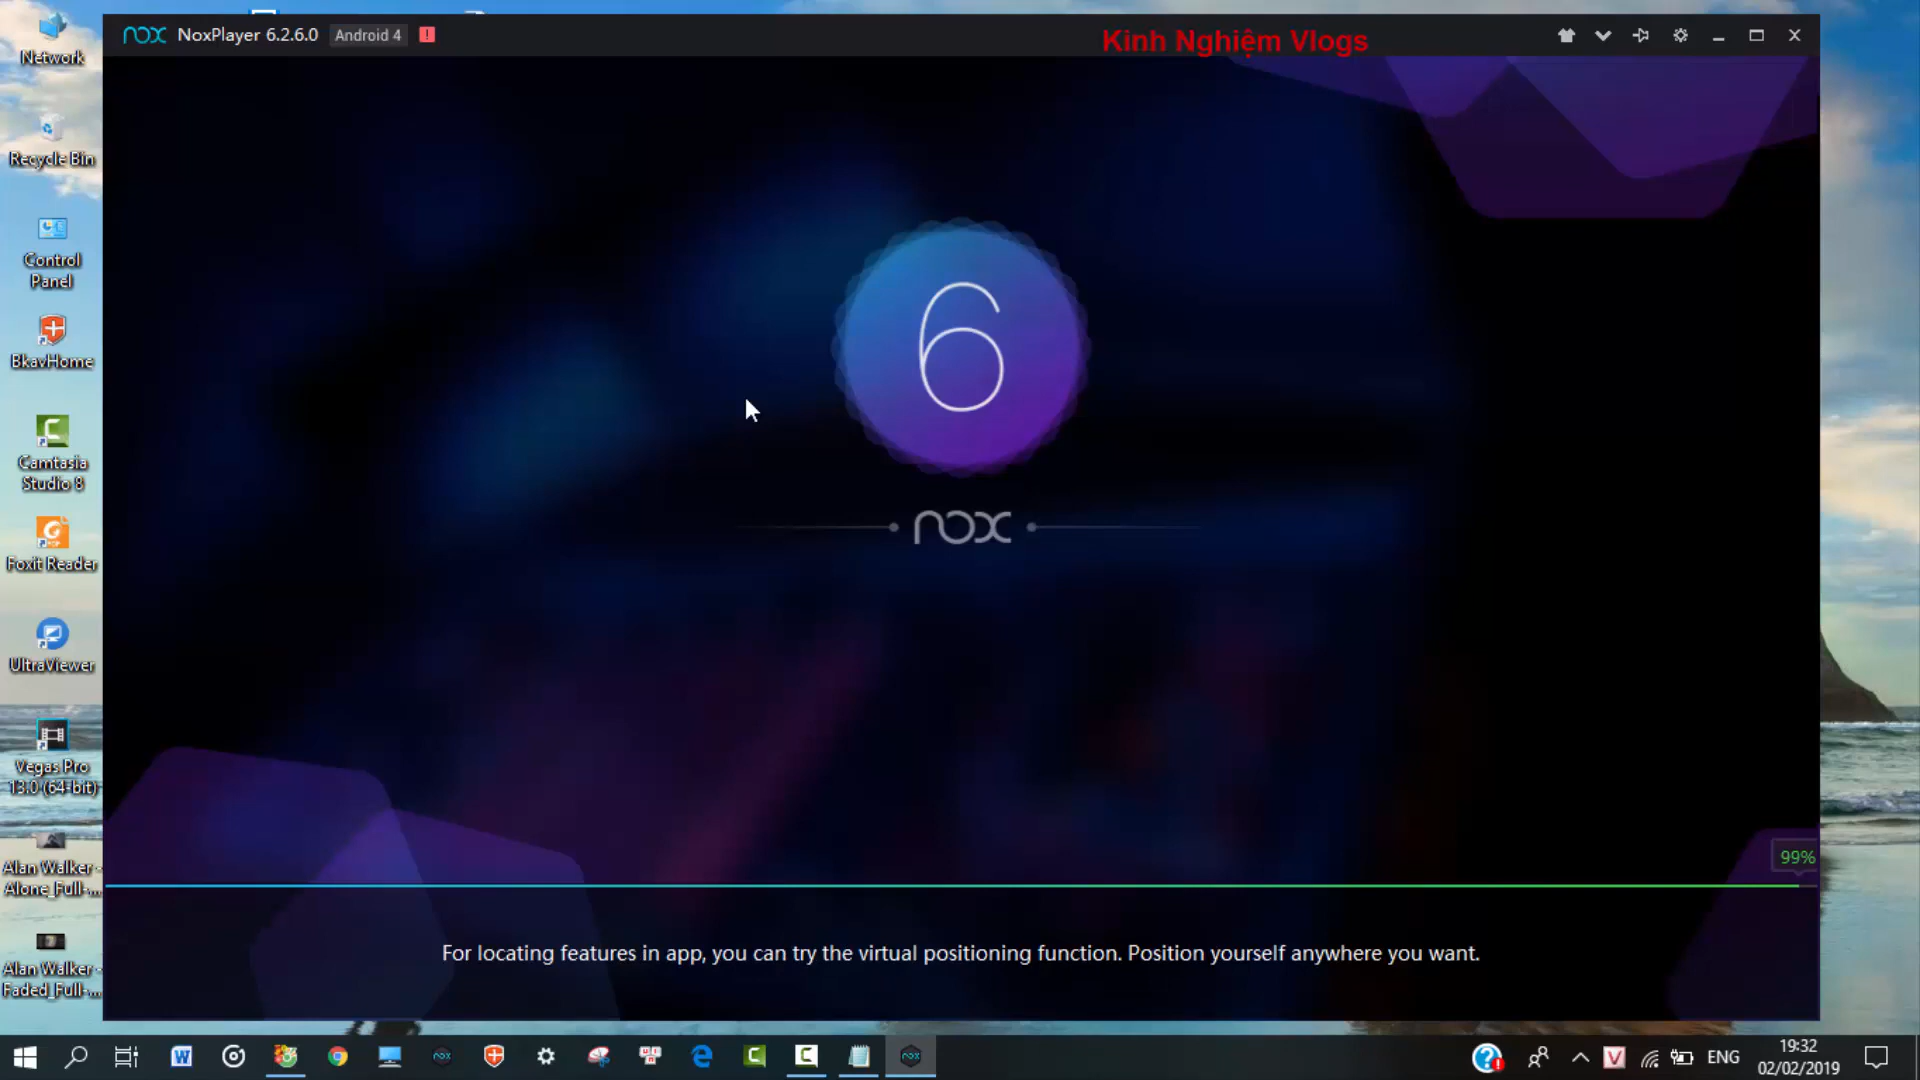 Network
Recycle Bin
Control
Panel
BkavHome
Camtasia
Studio 8
Foxit Reader
UltraViewer
Vegas Pro
13.0 (64-bit)
Alan Walker -
Alone_Full-...
Alan Walker -
Faded_Full-...
nox NoxPlayer 6.2.6.0 Android 4 !
Kinh Nghiệm Vlogs
6
nox
99%
For locating features in app, you can try the virtual positioning function. Position yourself anywhere you want.
ENG
19:32
02/02/2019